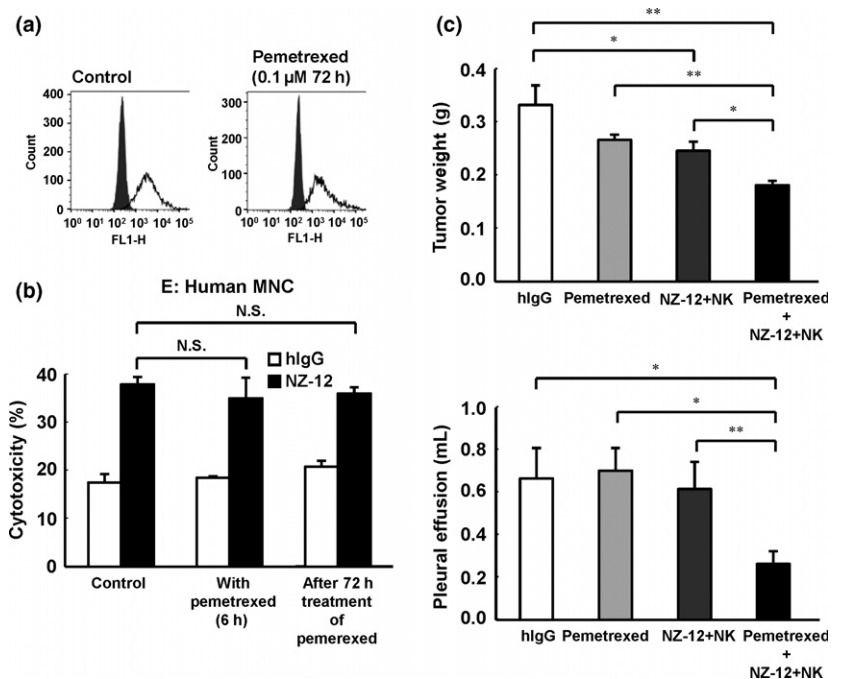 (a)
Control
Pemetrexed
(0.1 µM 72 h)
400
300
200
100
0
Count
10⁰ 10¹ 10² 10³ 10⁴ 10⁵
FL1-H
300
200
100
0
Count
10⁰ 10¹ 10² 10³ 10⁴ 10⁵
FL1-H
(b)
E: Human MNC
N.S.
N.S.
hIgG
NZ-12
40
30
20
10
0
Cytotoxicity (%)
Control
With
pemetrexed
(6 h)
After 72 h
treatment
of
pemerexed
(c)
**
*
**
*
0.4
0.3
0.2
0.1
0.0
Tumor weight (g)
hIgG
Pemetrexed
NZ-12+NK
Pemetrexed
+
NZ-12+NK
*
*
**
1.0
0.8
0.6
0.4
0.2
0.0
Pleural effusion (mL)
hIgG
Pemetrexed
NZ-12+NK
Pemetrexed
+
NZ-12+NK